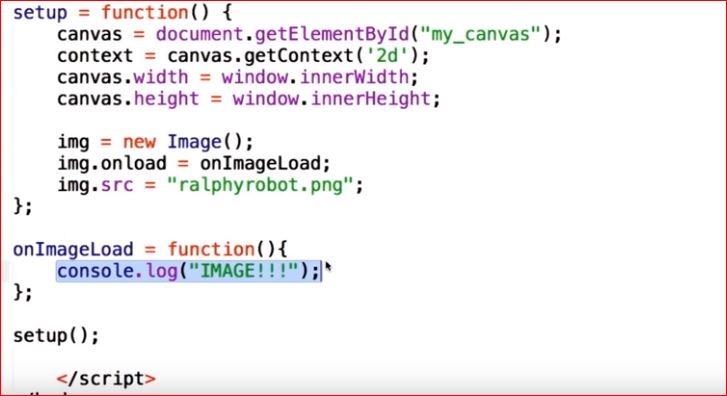 setup = function() {
    canvas = document.getElementById("my_canvas");
    context = canvas.getContext('2d');
    canvas.width = window.innerWidth;
    canvas.height = window.innerHeight;

    img = new Image();
    img.onload = onImageLoad;
    img.src = "ralphyrobot.png";
};

onImageLoad = function(){
    console.log("IMAGE!!!");
};

setup();

    </script>